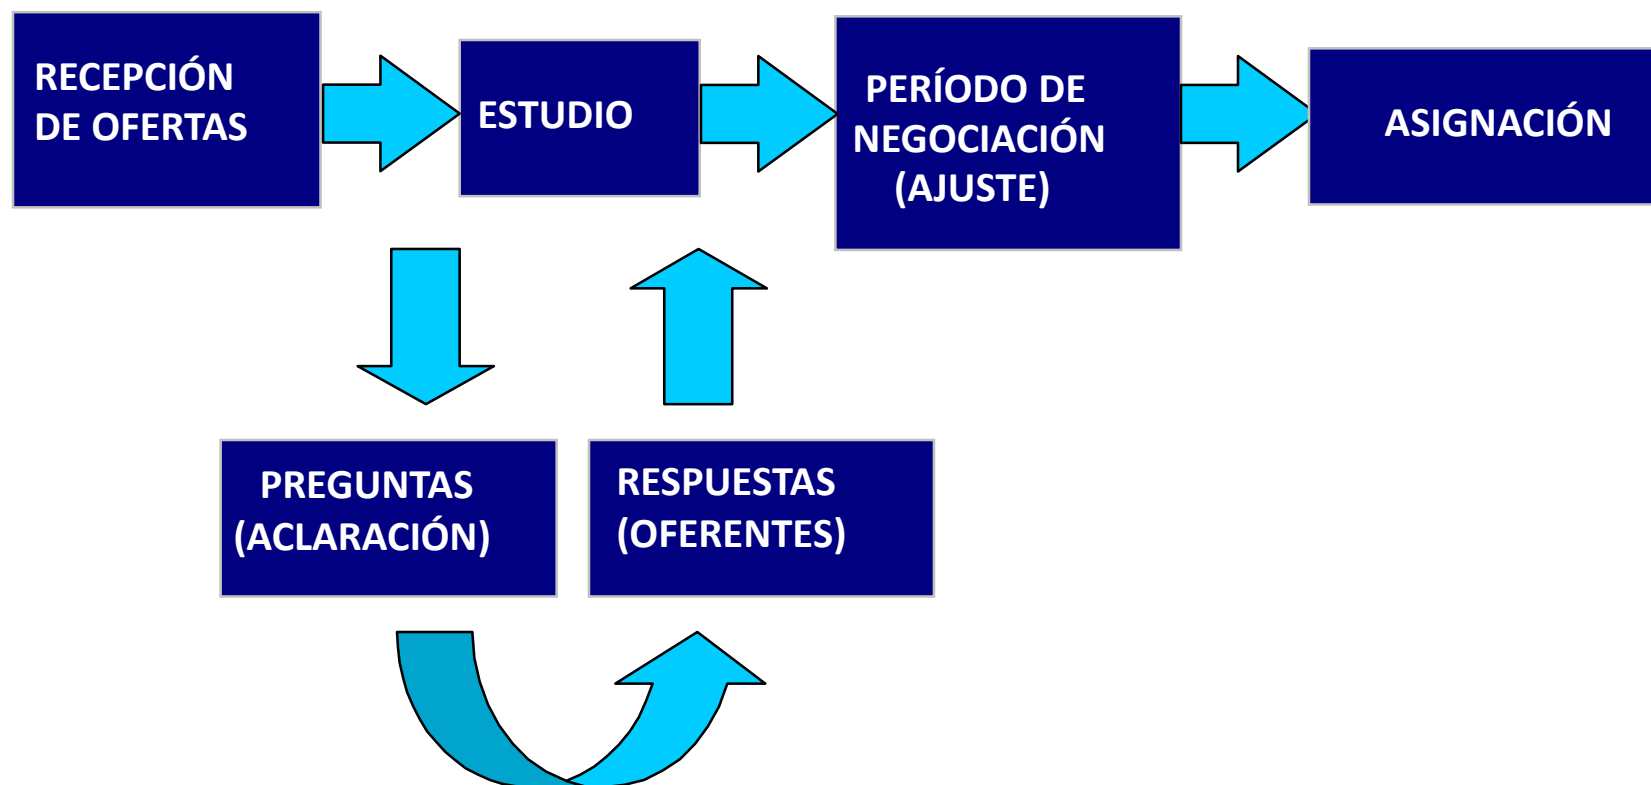 RECEPCIÓN
DE OFERTAS
ESTUDIO
PERÍODO DE
NEGOCIACIÓN
(AJUSTE)
ASIGNACIÓN
PREGUNTAS
(ACLARACIÓN)
RESPUESTAS
(OFERENTES)